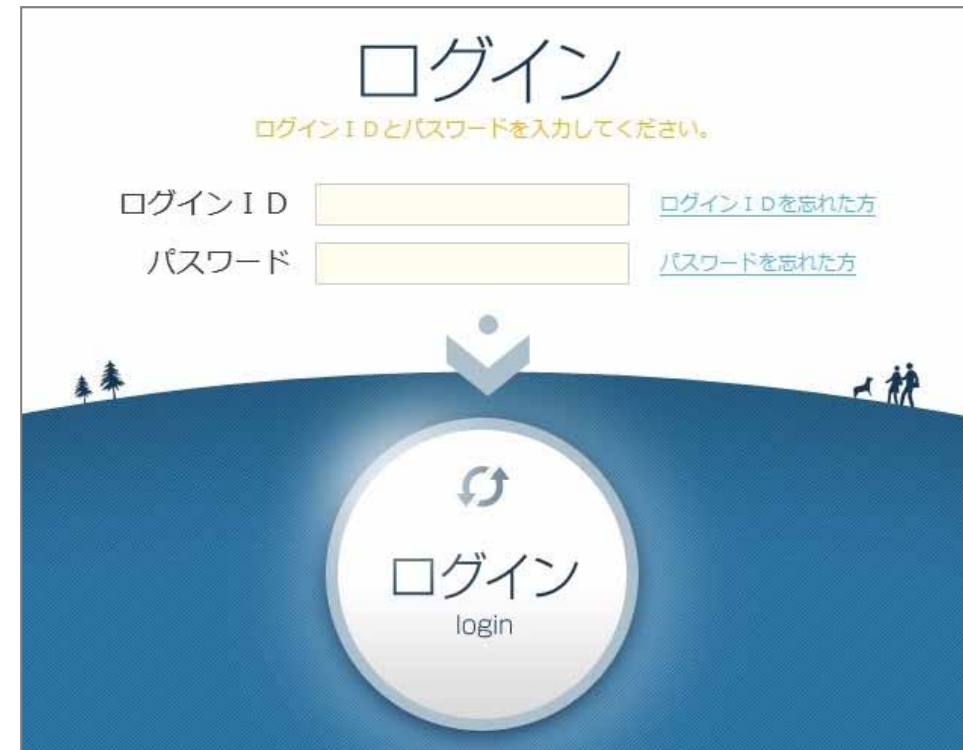 ログイン
ログインＩＤとパスワードを入力してください。
ログインＩＤ
ログインＩＤを忘れた方
パスワード
パスワードを忘れた方
ログイン
login